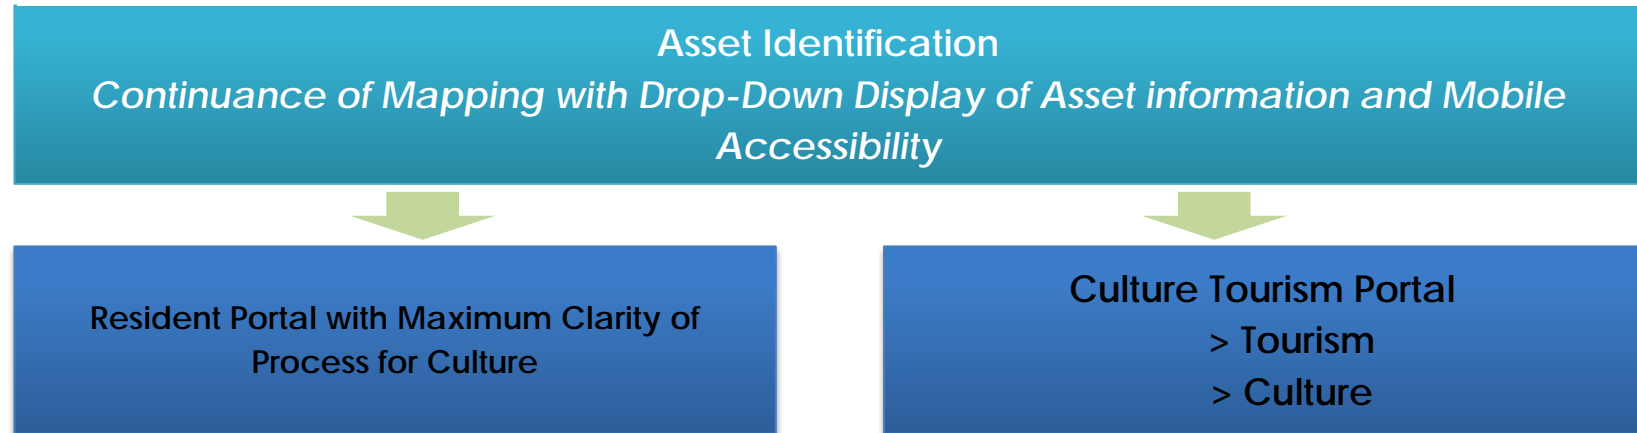 Asset Identification
Continuance of Mapping with Drop-Down Display of Asset information and Mobile
Accessibility
Resident Portal with Maximum Clarity of
Process for Culture
Culture Tourism Portal
> Tourism
> Culture